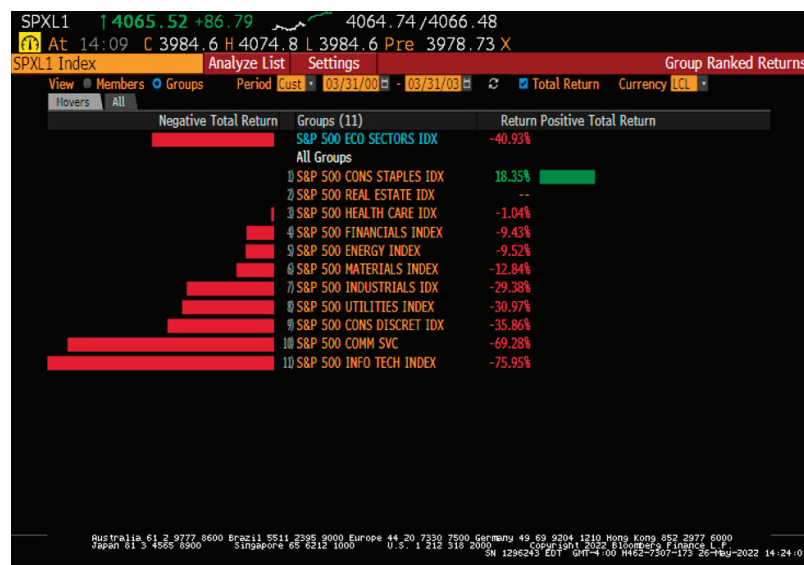 SPXL1 ↑4065.52 +86.79 4064.74/4066.48
At 14:09 C 3984.6 H 4074.8 L 3984.6 Pre 3978.73 X
SPXL1 Index Analyze List Settings Group Ranked Returns
View Members Groups Period Cust 03/31/00 - 03/31/03 Total Return Currency LCL
Movers All
Negative Total Return Groups (11) Return Positive Total Return
S&P 500 ECO SECTORS IDX -40.93%
All Groups
1) S&P 500 CONS STAPLES IDX 18.35%
2) S&P 500 REAL ESTATE IDX --
3) S&P 500 HEALTH CARE IDX -1.04%
4) S&P 500 FINANCIALS INDEX -9.43%
5) S&P 500 ENERGY INDEX -9.52%
6) S&P 500 MATERIALS INDEX -12.84%
7) S&P 500 INDUSTRIALS IDX -29.38%
8) S&P 500 UTILITIES INDEX -30.97%
9) S&P 500 CONS DISCRET IDX -35.86%
10) S&P 500 COMM SVC -69.28%
11) S&P 500 INFO TECH INDEX -75.95%
Australia 61 2 9777 8600 Brazil 5511 2395 9000 Europe 44 20 7330 7500 Germany 49 69 9204 1210 Hong Kong 852 2977 6000
Japan 81 3 4565 8900 Singapore 65 6212 1000 U.S. 1 212 318 2000 Copyright 2022 Bloomberg Finance L.P.
SN 1296243 EDT GMT-4:00 H462-7307-173 26-May-2022 14:24:0